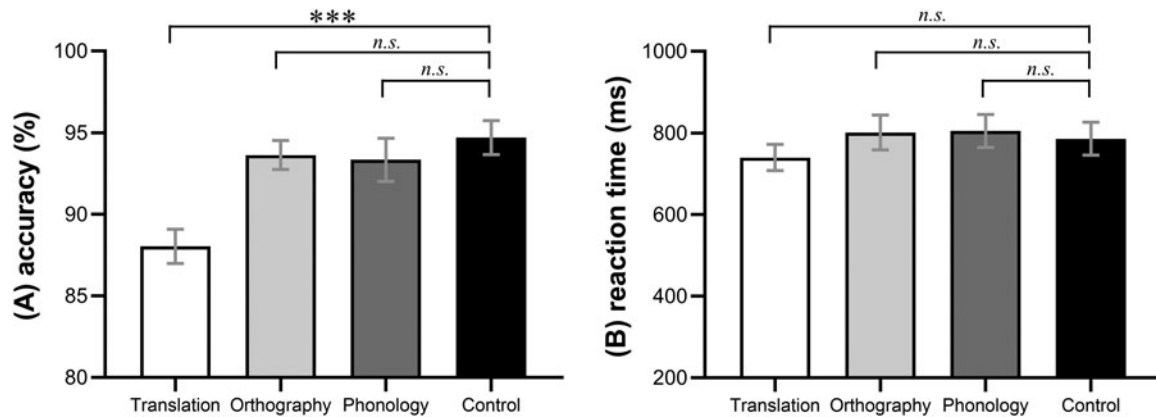 (A) accuracy (%)
100
95
90
85
80
***
n.s.
n.s.
Translation Orthography Phonology Control
(B) reaction time (ms)
1000
800
600
400
200
n.s.
n.s.
n.s.
Translation Orthography Phonology Control